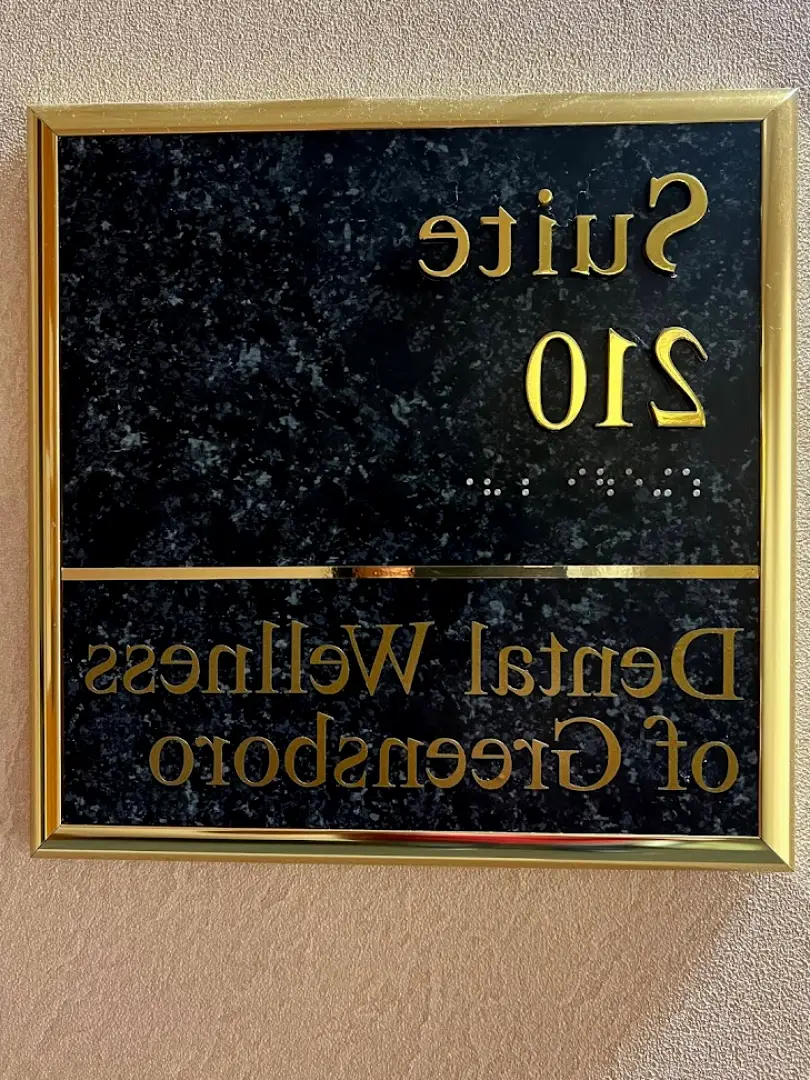 Suite
210
Dental Wellness
of Greensboro